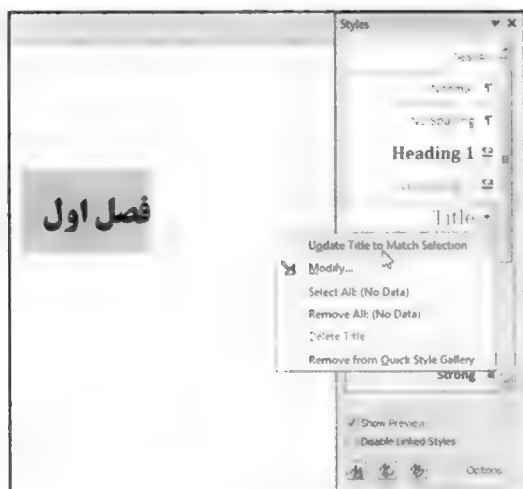 Styles
Heading 1
فصل اول
Title
Update Title to Match Selection
Modify...
Select All: (No Data)
Remove All: (No Data)
Delete Title
Remove from Quick Style Gallery
Strong
Show Preview
Disable Linked Styles
Options